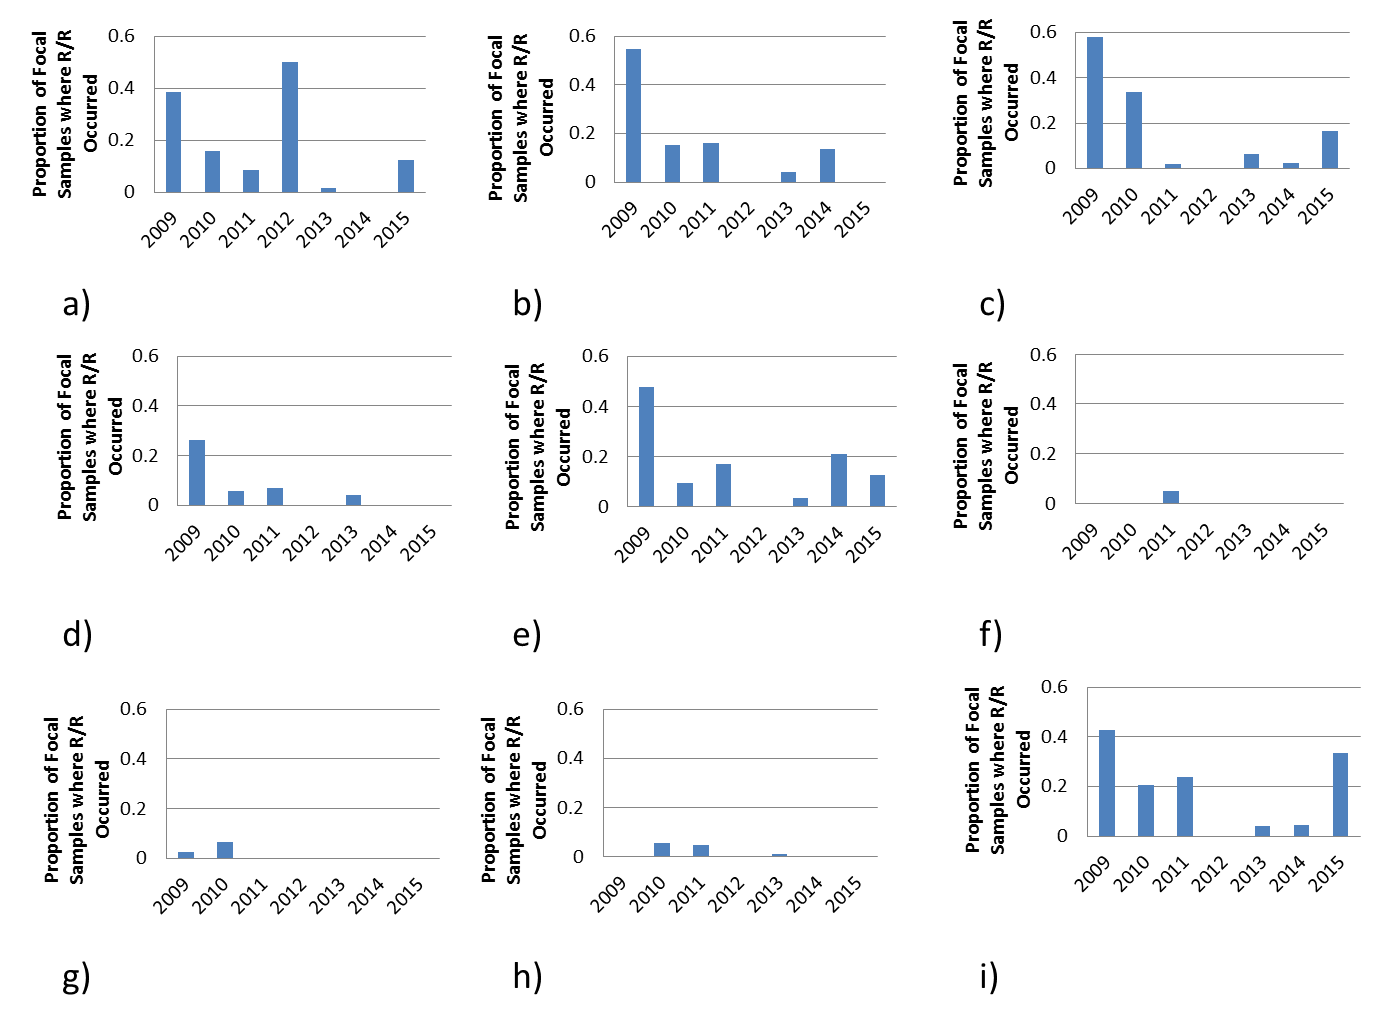 Proportion of Focal
Samples where R/R
Occurred
0.6
0.4
0.2
0
2009
2010
2011
2012
2013
2014
2015
a)
Proportion of Focal
Samples where R/R
Occurred
0.6
0.4
0.2
0
2009
2010
2011
2012
2013
2014
2015
b)
Proportion of Focal
Samples where R/R
Occurred
0.6
0.4
0.2
0
2009
2010
2011
2012
2013
2014
2015
c)
Proportion of Focal
Samples where R/R
Occurred
0.6
0.4
0.2
0
2009
2010
2011
2012
2013
2014
2015
d)
Proportion of Focal
Samples where R/R
Occurred
0.6
0.4
0.2
0
2009
2010
2011
2012
2013
2014
2015
e)
Proportion of Focal
Samples where R/R
Occurred
0.6
0.4
0.2
0
2009
2010
2011
2012
2013
2014
2015
f)
Proportion of Focal
Samples where R/R
Occurred
0.6
0.4
0.2
0
2009
2010
2011
2012
2013
2014
2015
g)
Proportion of Focal
Samples where R/R
Occurred
0.6
0.4
0.2
0
2009
2010
2011
2012
2013
2014
2015
h)
Proportion of Focal
Samples where R/R
Occurred
0.6
0.4
0.2
0
2009
2010
2011
2012
2013
2014
2015
i)